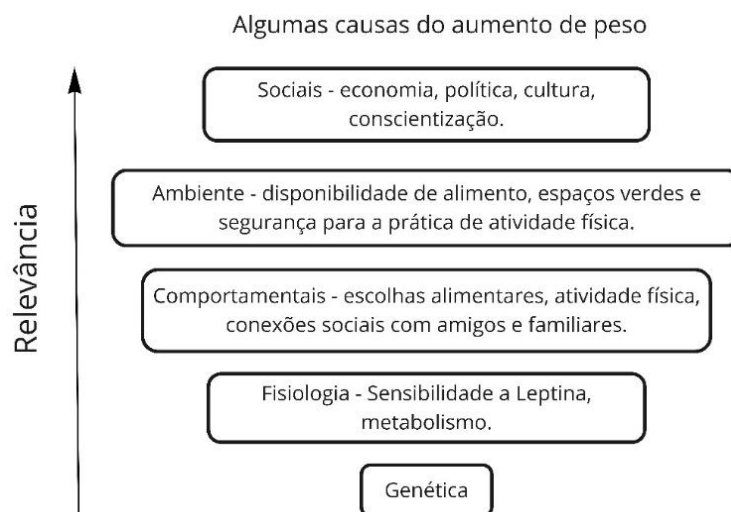 Algumas causas do aumento de peso
Sociais - economia, política, cultura,
conscientização.
Ambiente - disponibilidade de alimento, espaços verdes e
segurança para a prática de atividade física.
Relevância
Comportamentais - escolhas alimentares, atividade física,
conexões sociais com amigos e familiares.
Fisiologia - Sensibilidade a Leptina,
metabolismo.
Genética